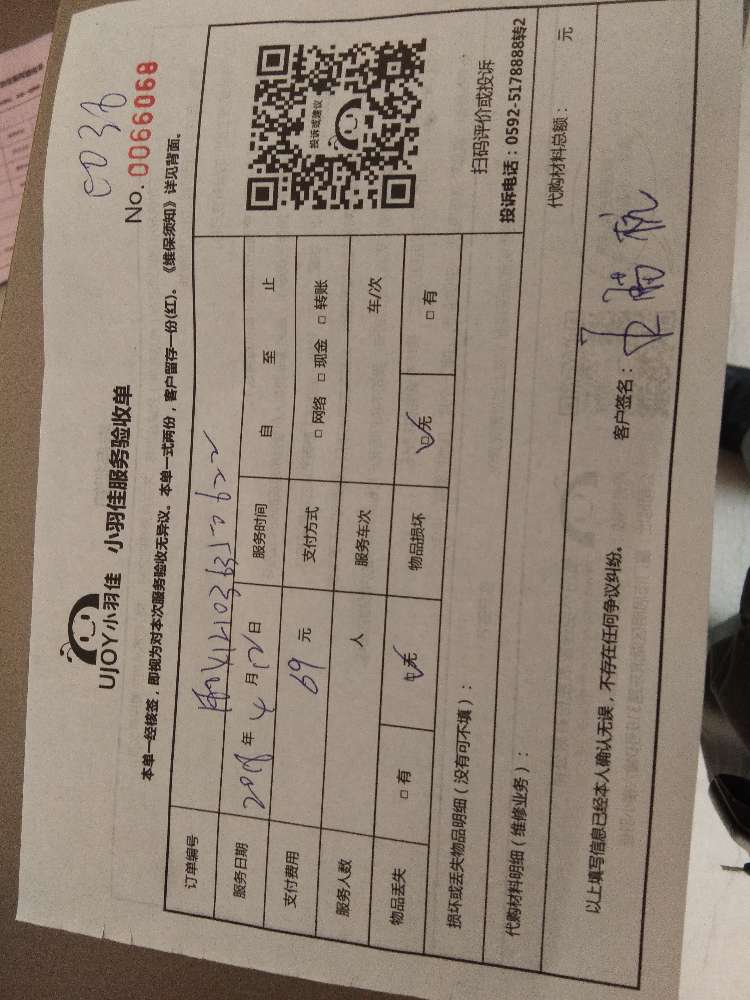 No.0066068
UJOY小羽佳 小羽佳服务验收单
本单一经核签，即视为对本次服务验收无异议。本单一式两份，客户留存一份(红)。《维保须知》详见背面。
订单编号
服务日期 2018年4月12日 服务时间 自 至 止
支付费用 69 元 支付方式 □网络 □现金 □转账
服务人数 人 服务车次 车/次
物品丢失 □有 □无 物品损坏 □无 □有
投诉或建议
扫码评价或投诉
投诉电话：0592-5178888转2
损坏或丢失物品明细（没有可不填）：
代购材料明细（维修业务）： 代购材料总额： 元
以上填写信息已经本人确认无误，不存在任何争议纠纷。 客户签名：